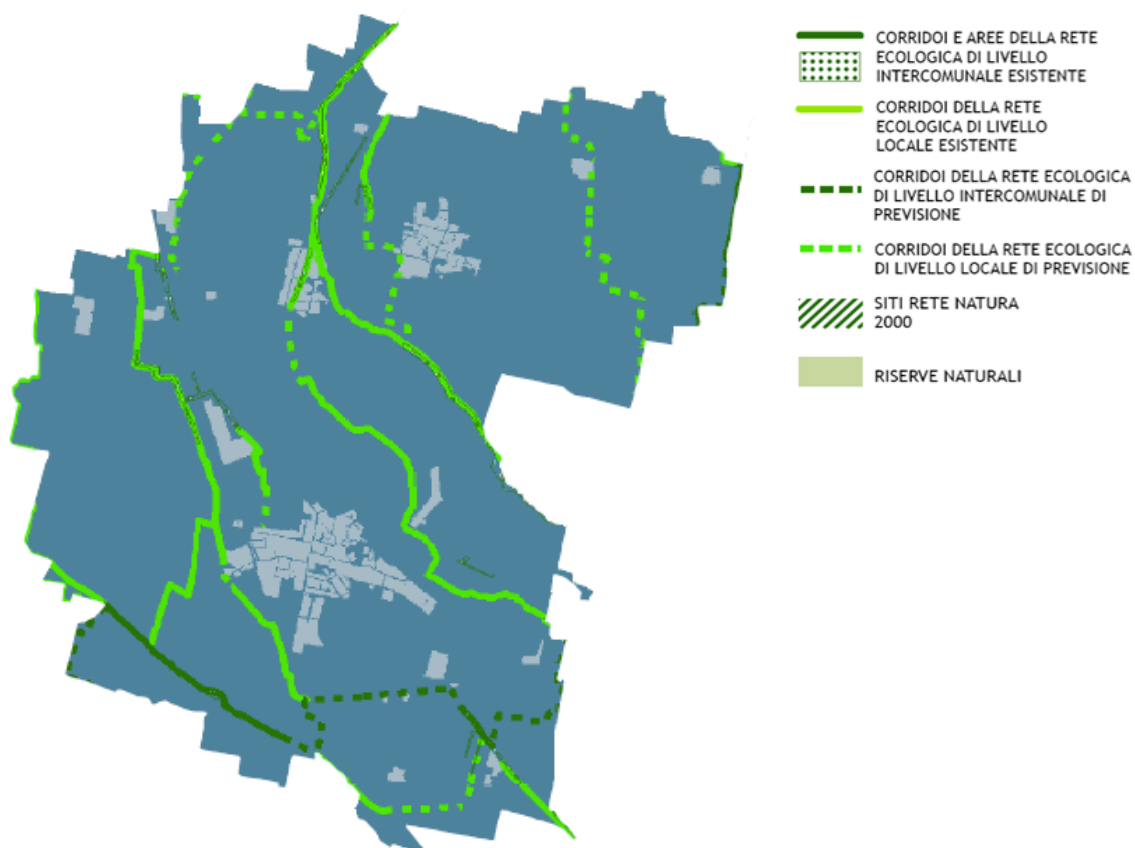 CORRIDOI E AREE DELLA RETE
ECOLOGICA DI LIVELLO
INTERCOMUNALE ESISTENTE
CORRIDOI DELLA RETE
ECOLOGICA DI LIVELLO
LOCALE ESISTENTE
CORRIDOI DELLA RETE ECOLOGICA
DI LIVELLO INTERCOMUNALE DI
PREVISIONE
CORRIDOI DELLA RETE ECOLOGICA
DI LIVELLO LOCALE DI PREVISIONE
SITI RETE NATURA
2000
RISERVE NATURALI